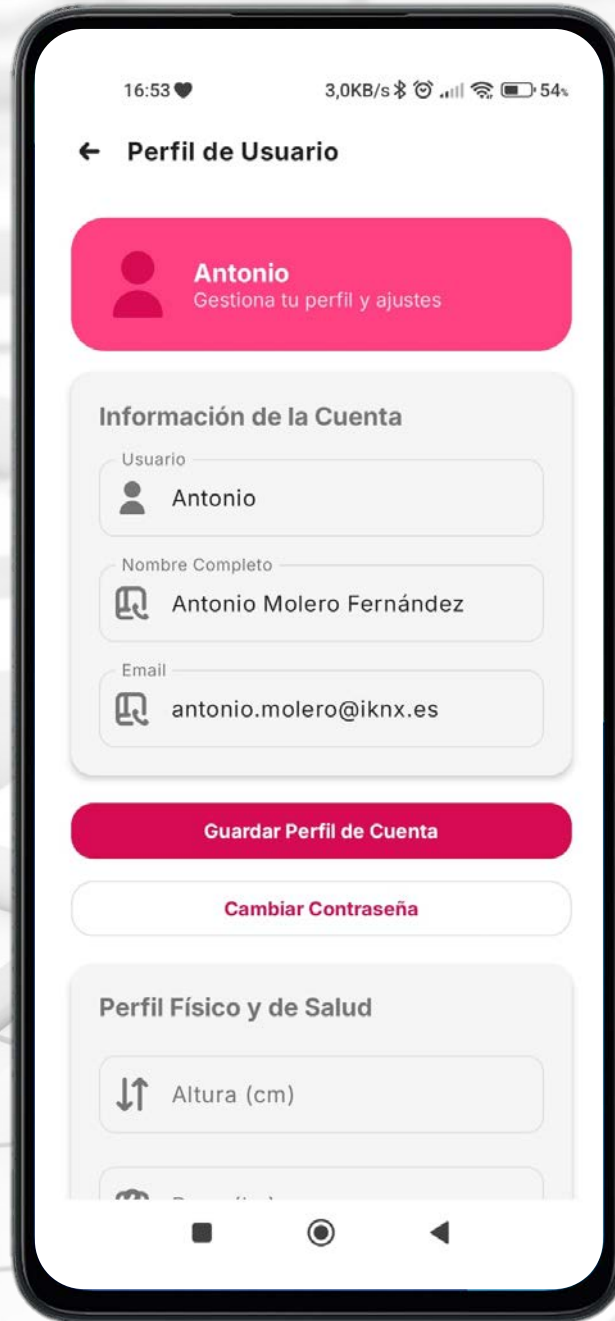 16:53 3,0KB/s 54%
Perfil de Usuario
Antonio
Gestiona tu perfil y ajustes
Información de la Cuenta
Usuario
Antonio
Nombre Completo
Antonio Molero Fernández
Email
antonio.molero@iknx.es
Guardar Perfil de Cuenta
Cambiar Contraseña
Perfil Físico y de Salud
Altura (cm)